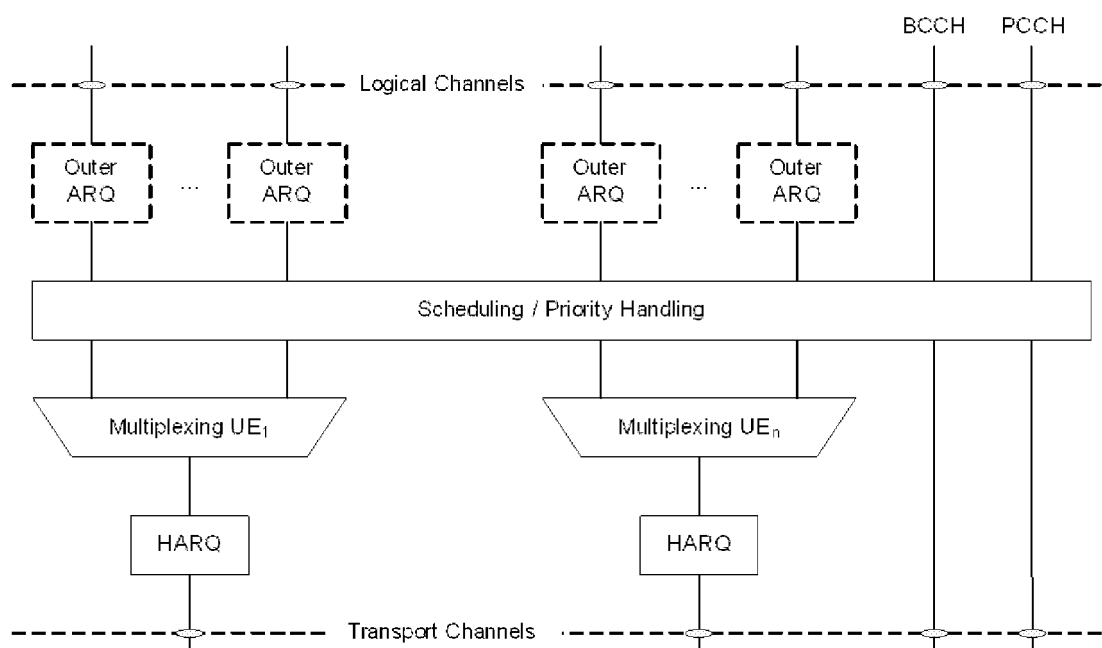 BCCH PCCH
Logical Channels
Outer ARQ ... Outer ARQ Outer ARQ ... Outer ARQ
Scheduling / Priority Handling
Multiplexing UE1 Multiplexing UEn
HARQ HARQ
Transport Channels